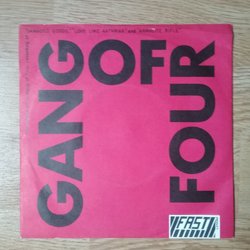 "DAMAGED GOODS," "LOVE LIKE ANTHRAX" AND "ARMALITE RIFLE"
GANG
OF
FOUR
FAST